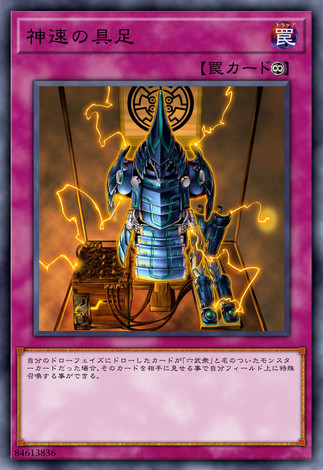 神速の具足
トラップ
罠
【罠カード】
自分のドローフェイズにドローしたカードが「六武衆」と名のついたモンスター
カードだった場合、そのカードを相手に見せる事で自分フィールド上に特殊
召喚する事ができる。
84613836